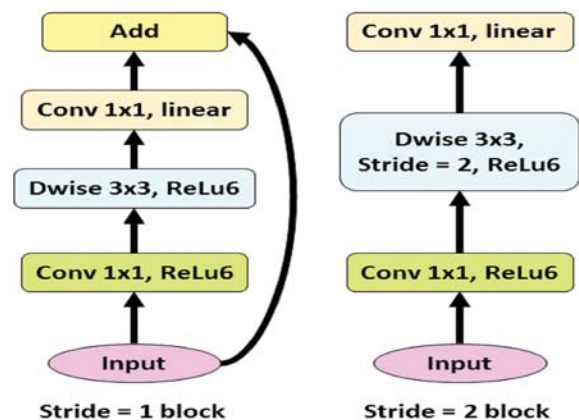 Add
Conv 1x1, linear
Dwise 3x3, ReLu6
Conv 1x1, ReLu6
Input
Stride = 1 block
Conv 1x1, linear
Dwise 3x3,
Stride = 2, ReLu6
Conv 1x1, ReLu6
Input
Stride = 2 block